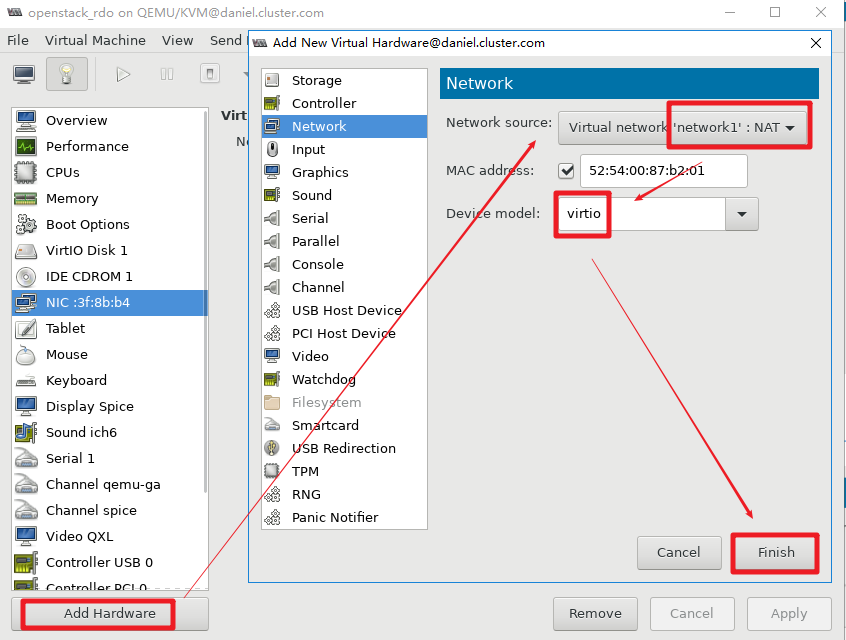 openstack_rdo on QEMU/KVM@daniel.cluster.com
File Virtual Machine View Send
Add New Virtual Hardware@daniel.cluster.com
Overview
Performance
CPUs
Memory
Boot Options
VirtIO Disk 1
IDE CDROM 1
NIC :3f:8b:b4
Tablet
Mouse
Keyboard
Display Spice
Sound ich6
Serial 1
Channel qemu-ga
Channel spice
Video QXL
Controller USB 0
Controller PCI 0
Add Hardware
Virt
Storage
Controller
Network
Input
Graphics
Sound
Serial
Parallel
Console
Channel
USB Host Device
PCI Host Device
Video
Watchdog
Filesystem
Smartcard
USB Redirection
TPM
RNG
Panic Notifier
Network
Network source: Virtual network 'network1' : NAT
MAC address: 52:54:00:87:b2:01
Device model: virtio
Cancel Finish
Remove Cancel Apply